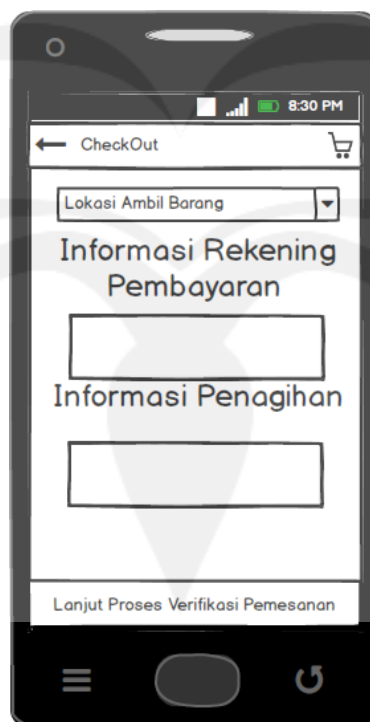 8:30 PM
CheckOut
Lokasi Ambil Barang
Informasi Rekening
Pembayaran
Informasi Penagihan
Lanjut Proses Verifikasi Pemesanan